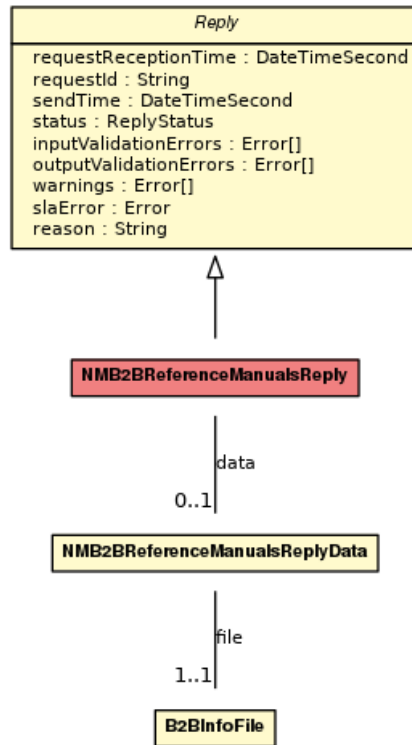 Reply
requestReceptionTime : DateTimeSecond
requestId : String
sendTime : DateTimeSecond
status : ReplyStatus
inputValidationErrors : Error[]
outputValidationErrors : Error[]
warnings : Error[]
slaError : Error
reason : String
NMB2BReferenceManualsReply
data
0..1
NMB2BReferenceManualsReplyData
file
1..1
B2BInfoFile